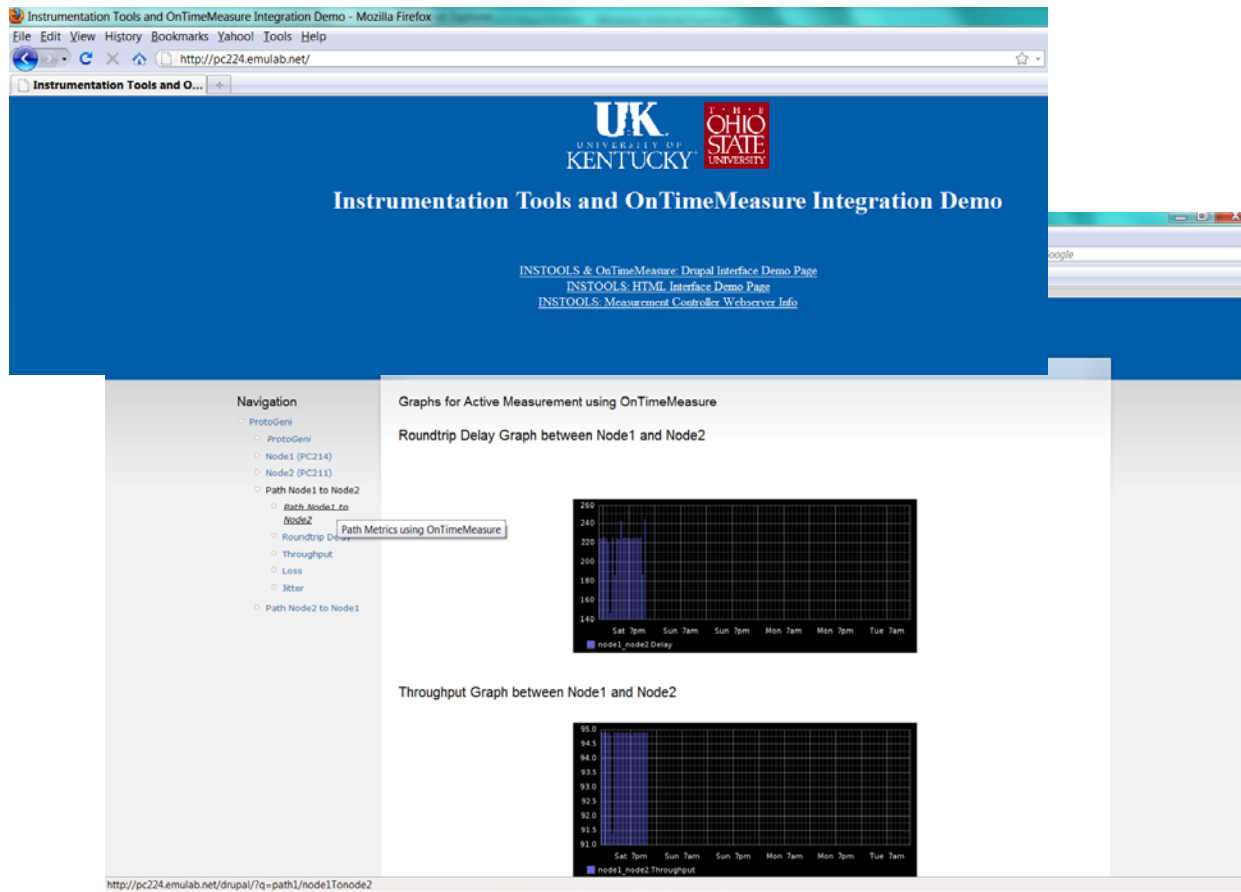 Instrumentation Tools and OnTimeMeasure Integration Demo - Mozilla Firefox
File Edit View History Bookmarks Yahoo! Tools Help
http://pc224.emulab.net/
Instrumentation Tools and O...
UK
UNIVERSITY OF
KENTUCKY
T · H · E
OHIO
STATE
UNIVERSITY
Instrumentation Tools and OnTimeMeasure Integration Demo
oogle
INSTOOLS & OnTimeMeasure: Drupal Interface Demo Page
INSTOOLS: HTML Interface Demo Page
INSTOOLS: Measurement Controller Webserver Info
Navigation
ProtoGeni
ProtoGeni
Node1 (PC214)
Node2 (PC211)
Path Node1 to Node2
Path Node1 to
Node2
Path Metrics using OnTimeMeasure
Roundtrip Delay
Throughput
Loss
Jitter
Path Node2 to Node1
Graphs for Active Measurement using OnTimeMeasure
Roundtrip Delay Graph between Node1 and Node2
260
240
220
200
180
160
140
Sat 7pm Sun 7am Sun 7pm Mon 7am Mon 7pm Tue 7am
node1_node2.Delay
Throughput Graph between Node1 and Node2
95.0
94.5
94.0
93.5
93.0
92.5
92.0
91.5
91.0
Sat 7pm Sun 7am Sun 7pm Mon 7am Mon 7pm Tue 7am
node1_node2.Throughput
http://pc224.emulab.net/drupal/?q=path1/node1Tonode2